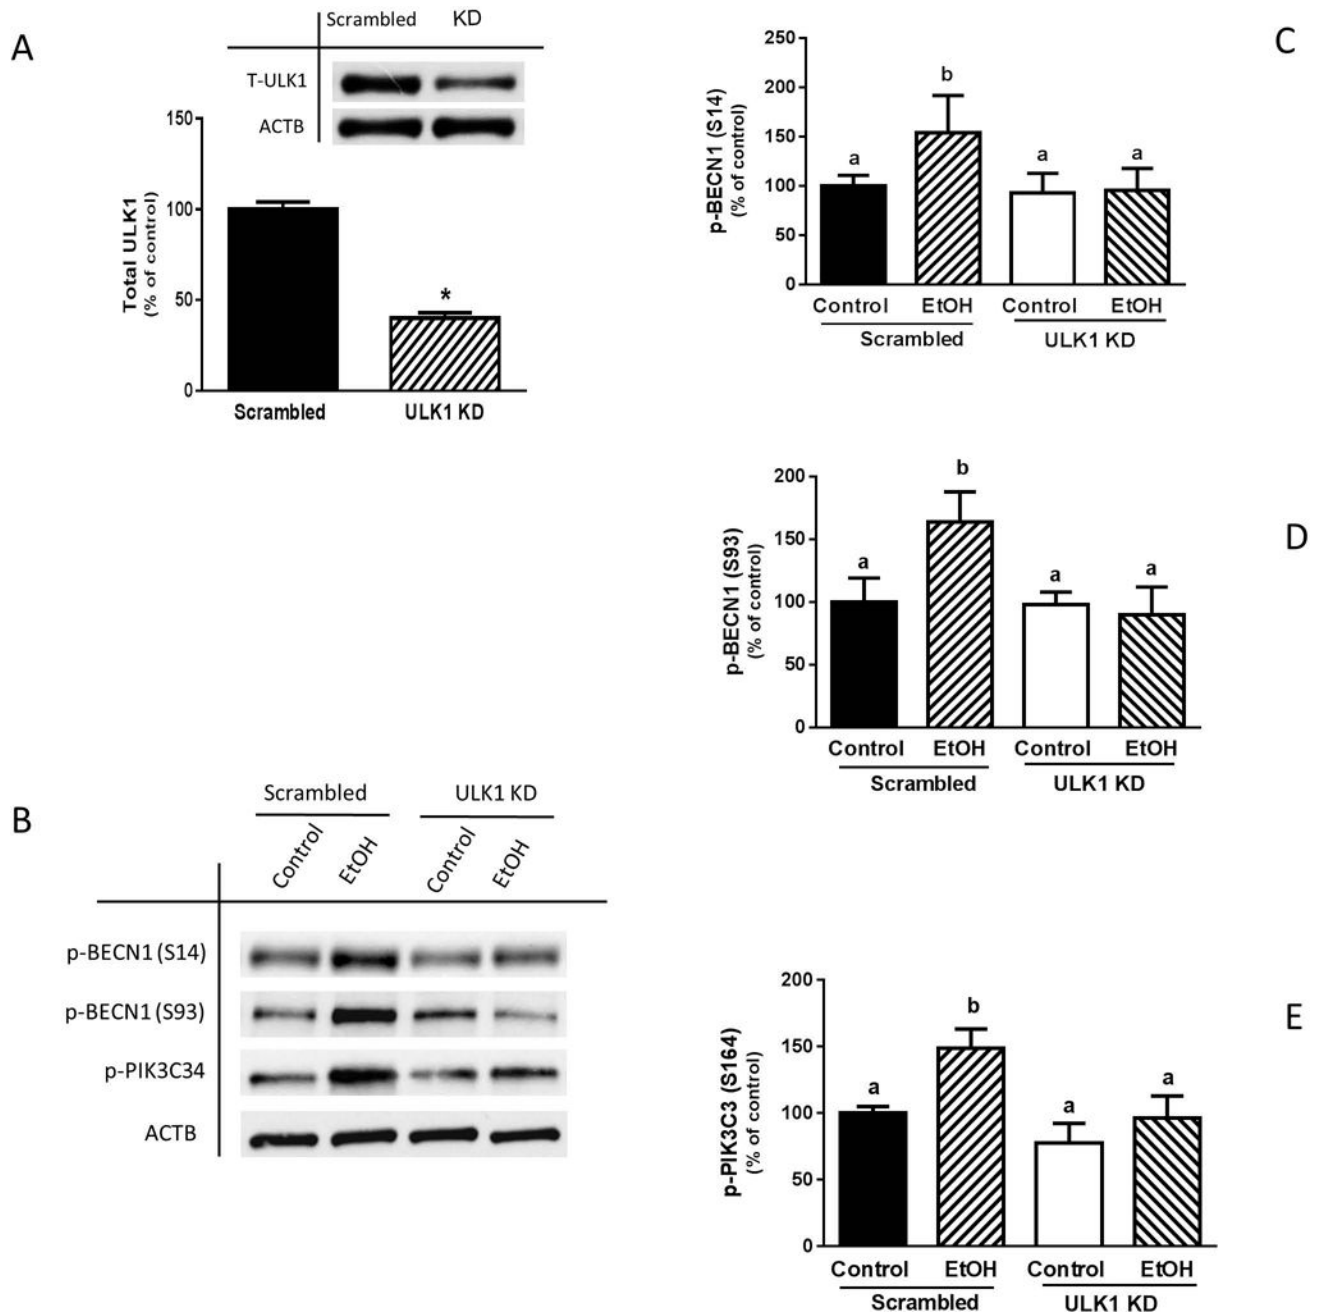 A
Scrambled KD
T-ULK1
ACTB
150
100
50
0
Total ULK1
(% of control)
*
Scrambled ULK1 KD
B
Scrambled ULK1 KD
Control EtOH Control EtOH
p-BECN1 (S14)
p-BECN1 (S93)
p-PIK3C34
ACTB
C
250
200
150
100
50
0
p-BECN1 (S14)
(% of control)
a b a a
Control EtOH Control EtOH
Scrambled ULK1 KD
D
200
150
100
50
0
p-BECN1 (S93)
(% of control)
a b a a
Control EtOH Control EtOH
Scrambled ULK1 KD
E
200
150
100
50
0
p-PIK3C3 (S164)
(% of control)
a b a a
Control EtOH Control EtOH
Scrambled ULK1 KD